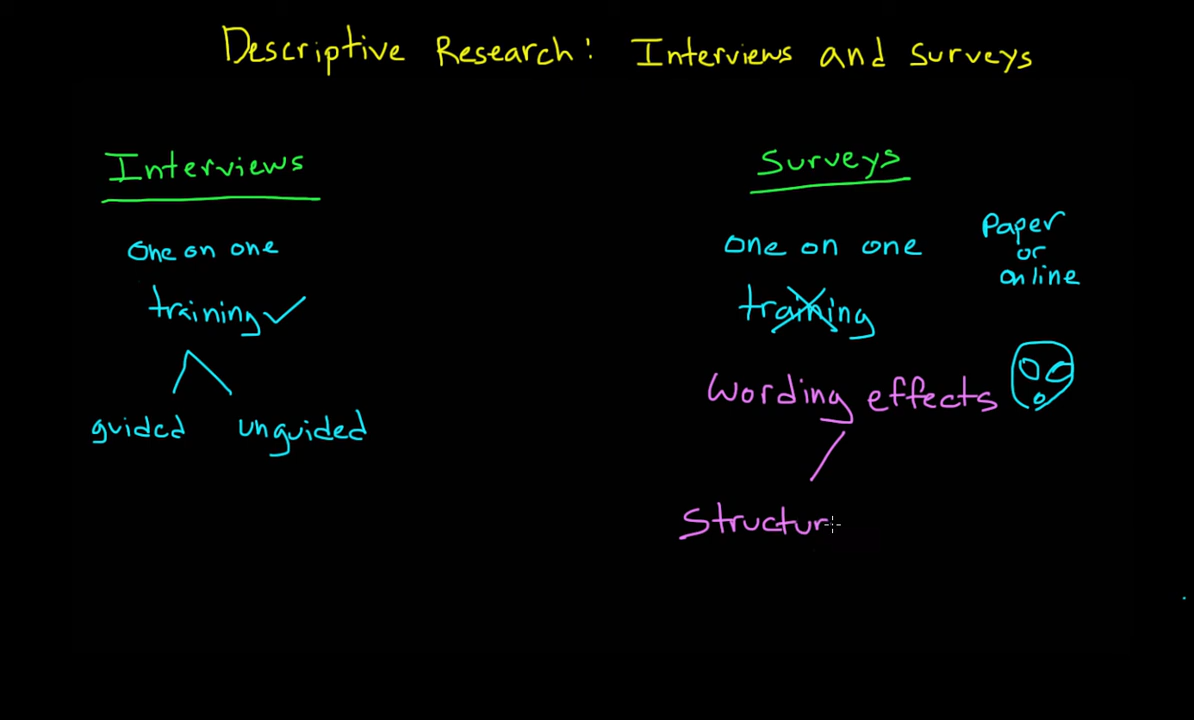 Descriptive Research: Interviews and Surveys
Interviews
one on one
training
guided unguided
Surveys
one on one
Paper
or
online
training
Wording effects
Structur